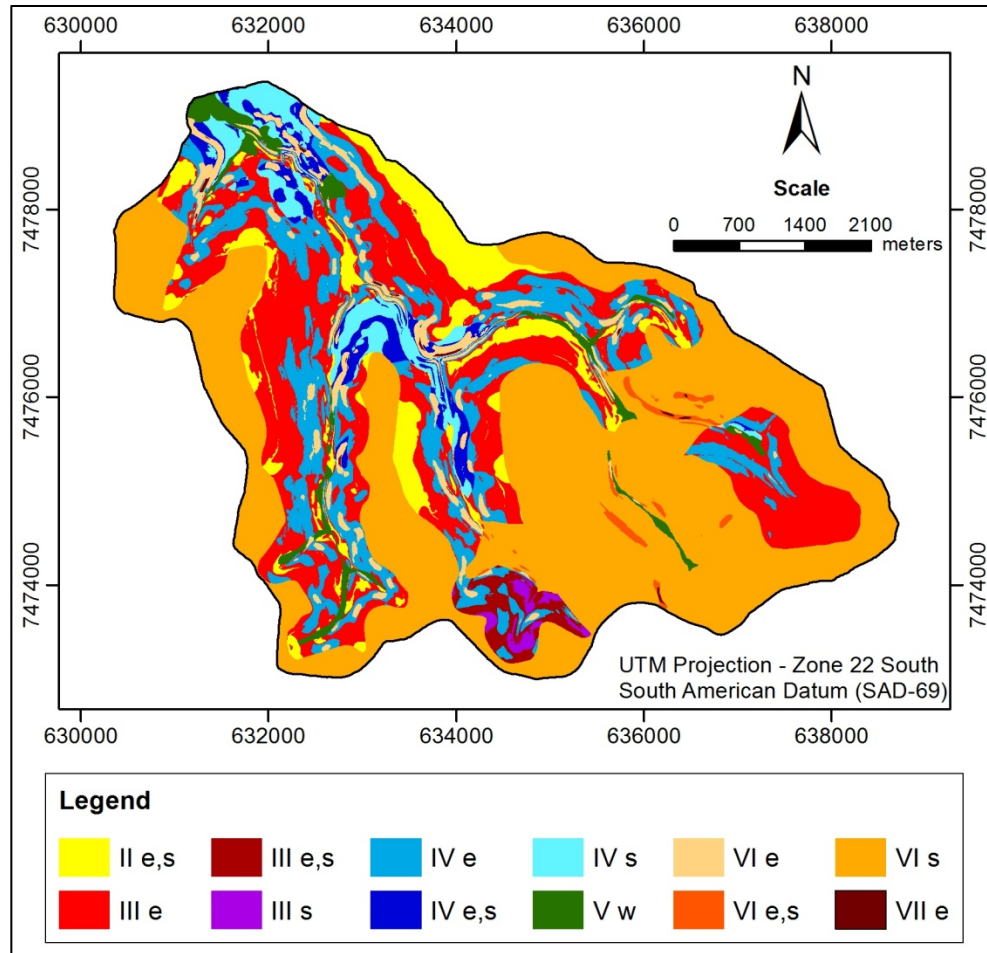 630000 632000 634000 636000 638000
N
Scale
0 700 1400 2100
meters
7478000 7478000
7476000 7476000
7474000 7474000
UTM Projection - Zone 22 South
South American Datum (SAD-69)
630000 632000 634000 636000 638000
Legend
II e,s III e,s IV e IV s VI e VI s
III e III s IV e,s V w VI e,s VII e